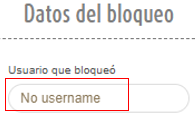 Datos del bloqueo
Usuario que bloqueó
No username